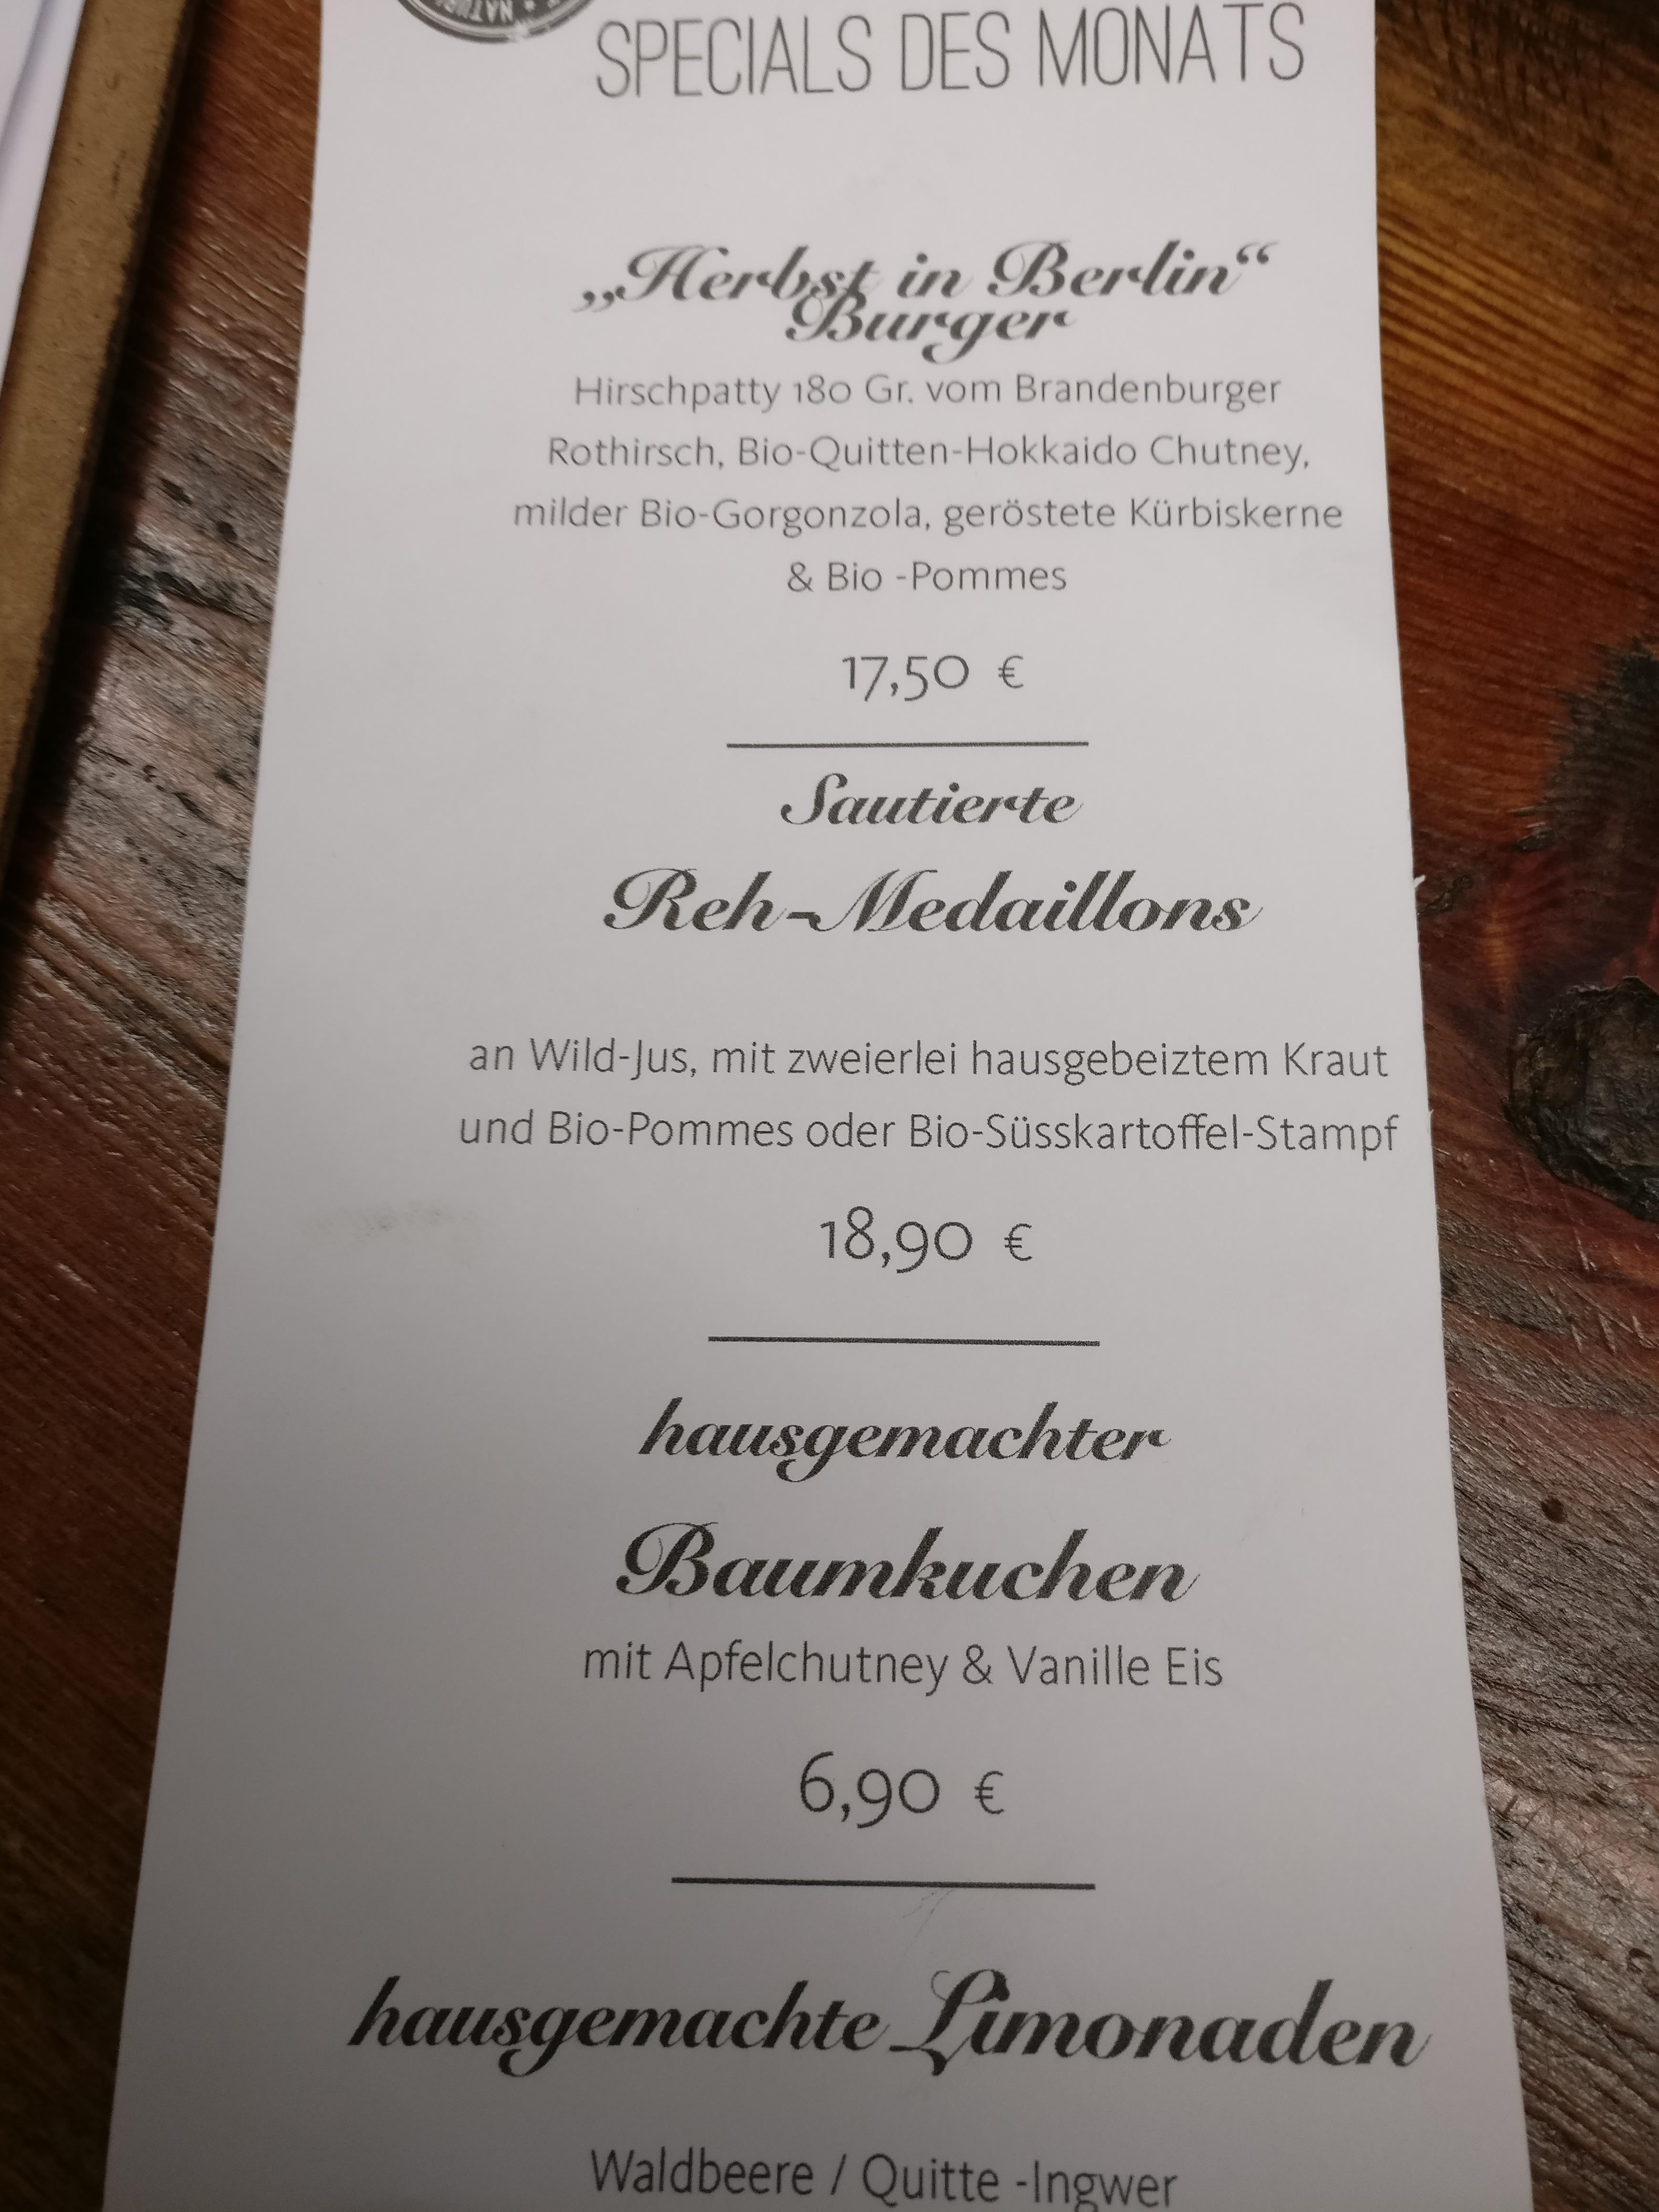 SPECIALS DES MONATS
„Herbst in Berlin“
Burger
Hirschpatty 180 Gr. vom Brandenburger
Rothirsch, Bio-Quitten-Hokkaido Chutney,
milder Bio-Gorgonzola, geröstete Kürbiskerne
& Bio -Pommes
17,50 €
Sautierte
Reh-Medaillons
an Wild-Jus, mit zweierlei hausgebeiztem Kraut
und Bio-Pommes oder Bio-Süsskartoffel-Stampf
18,90 €
hausgemachter
Baumkuchen
mit Apfelchutney & Vanille Eis
6,90 €
hausgemachte Limonaden
Waldbeere / Quitte -Ingwer